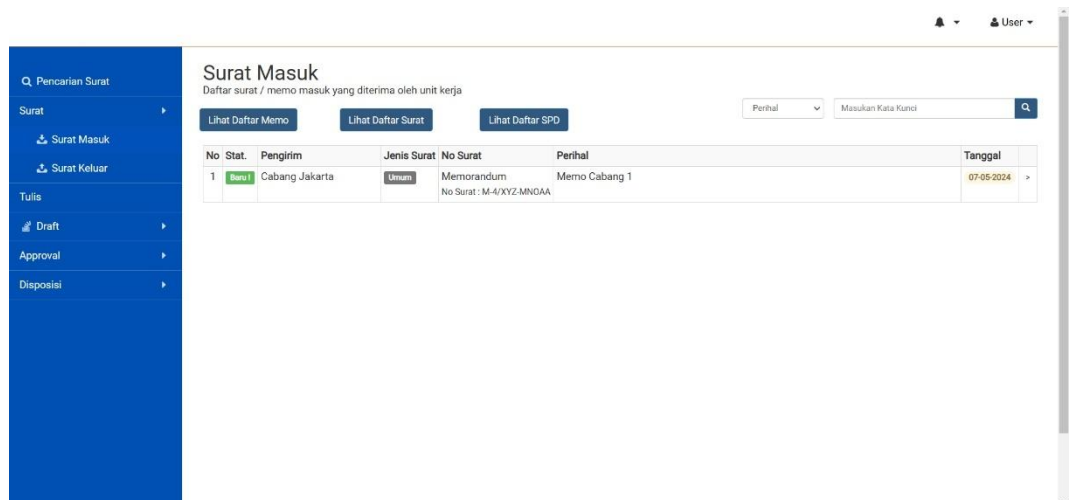 User
Pencarian Surat
Surat
Surat Masuk
Surat Keluar
Tulis
Draft
Approval
Disposisi
Surat Masuk
Daftar surat / memo masuk yang diterima oleh unit kerja
Lihat Daftar Memo Lihat Daftar Surat Lihat Daftar SPD
Perihal Masukan Kata Kunci
No Stat. Pengirim Jenis Surat No Surat Perihal Tanggal
1 Baru ! Cabang Jakarta Umum Memorandum Memo Cabang 1 07-05-2024 >
No Surat : M-4/XYZ-MNOAA